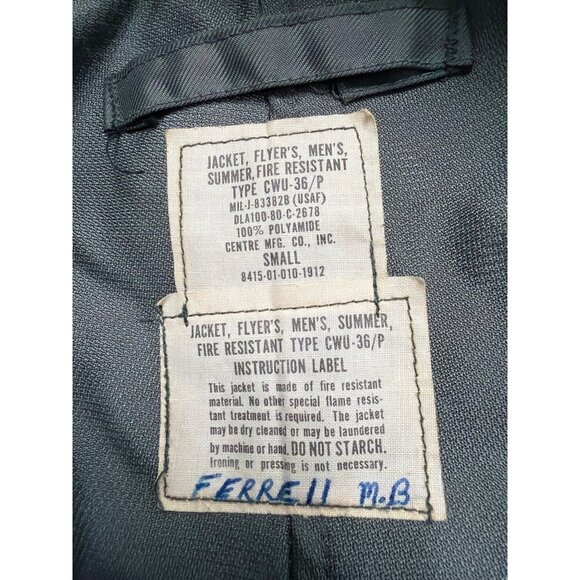 JACKET, FLYER'S, MEN'S,
SUMMER, FIRE RESISTANT
TYPE CWU-36/P
MIL-J-83382B (USAF)
DLA100-80-C-2678
100% POLYAMIDE
CENTRE MFG. CO., INC.
SMALL
8415-01-010-1912
JACKET, FLYER'S, MEN'S, SUMMER,
FIRE RESISTANT TYPE CWU-36/P
INSTRUCTION LABEL
This jacket is made of fire resistant
material. No other special flame resis-
tant treatment is required. The jacket
may be dry cleaned or may be laundered
by machine or hand. DO NOT STARCH.
Ironing or pressing is not necessary.
FERRELL M.B